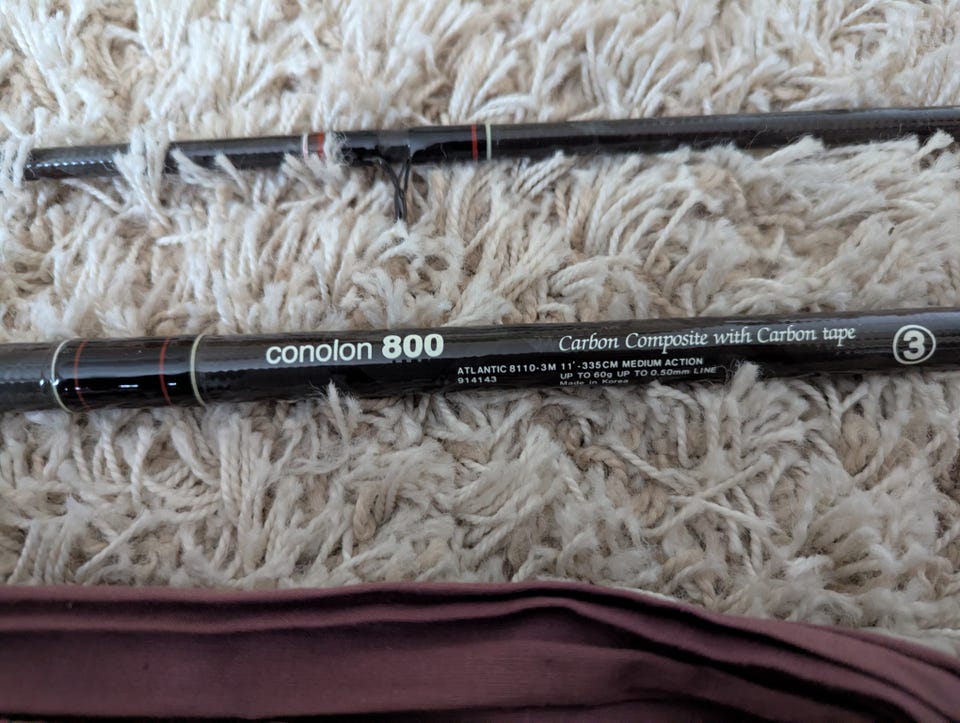 conolon 800
Carbon Composite with Carbon tape
ATLANTIC 8110-3M 11'-335CM MEDIUM ACTION
914143
UP TO 60g UP TO 0.50mm LINE
Made in Korea
3